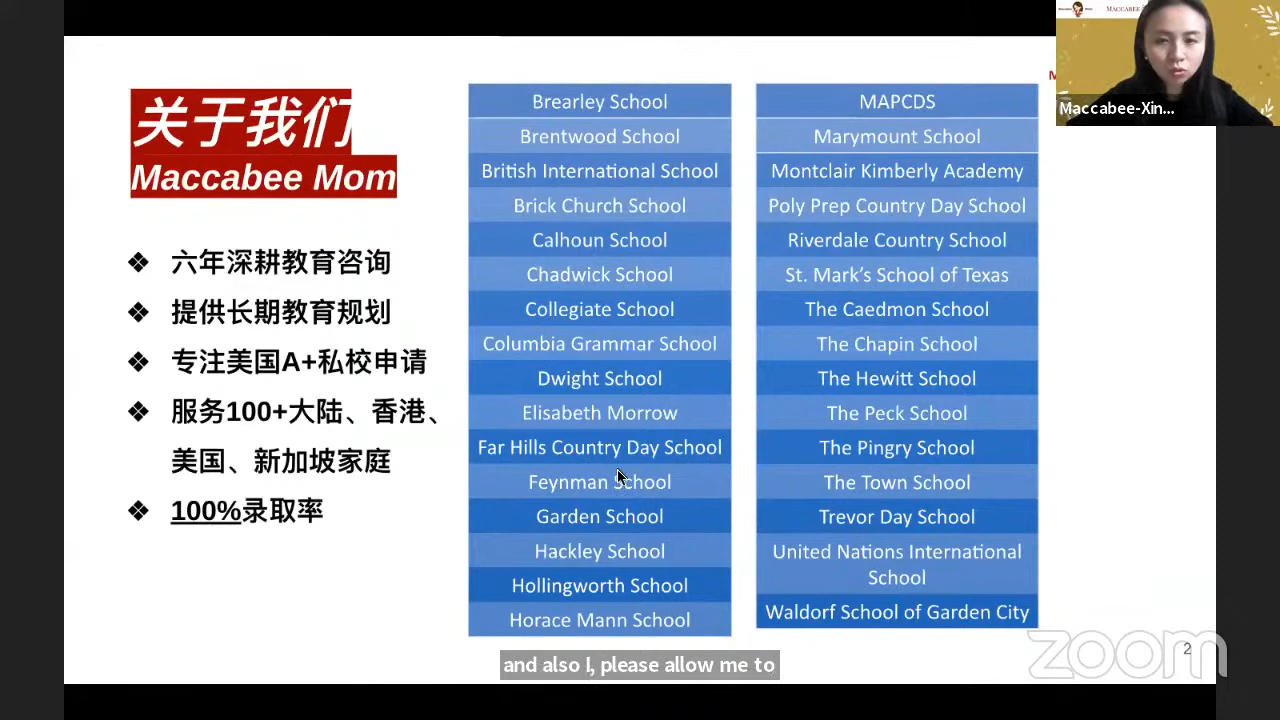 关于我们
Maccabee Mom
❖ 六年深耕教育咨询
❖ 提供长期教育规划
❖ 专注美国A+私校申请
❖ 服务100+大陆、香港、
美国、新加坡家庭
❖ 100%录取率
Brearley School
Brentwood School
British International School
Brick Church School
Calhoun School
Chadwick School
Collegiate School
Columbia Grammar School
Dwight School
Elisabeth Morrow
Far Hills Country Day School
Feynman School
Garden School
Hackley School
Hollingworth School
Horace Mann School
MAPCDS
Marymount School
Montclair Kimberly Academy
Poly Prep Country Day School
Riverdale Country School
St. Mark’s School of Texas
The Caedmon School
The Chapin School
The Hewitt School
The Peck School
The Pingry School
The Town School
Trevor Day School
United Nations International
School
Waldorf School of Garden City
Maccabee-Xin...
and also I, please allow me to
2
zoom